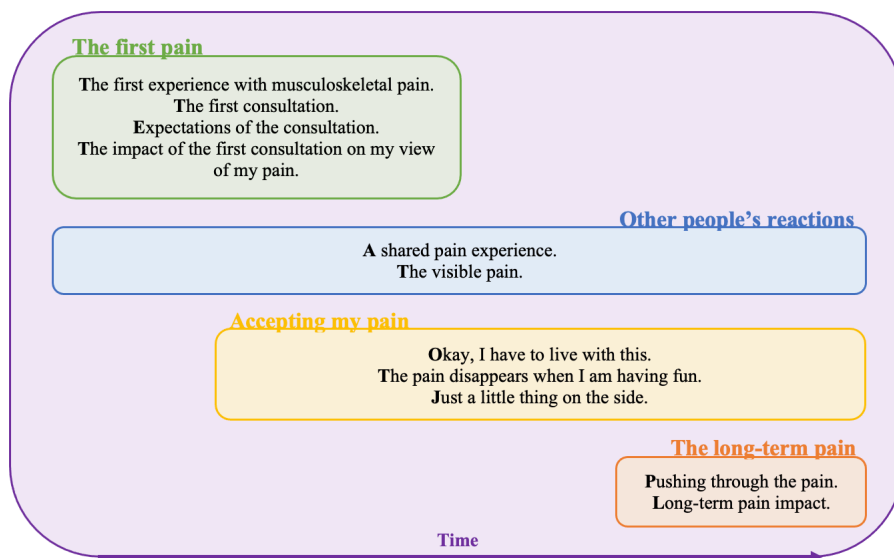 The first pain
The first experience with musculoskeletal pain.
The first consultation.
Expectations of the consultation.
The impact of the first consultation on my view
of my pain.
Other people’s reactions
A shared pain experience.
The visible pain.
Accepting my pain
Okay, I have to live with this.
The pain disappears when I am having fun.
Just a little thing on the side.
The long-term pain
Pushing through the pain.
Long-term pain impact.
Time